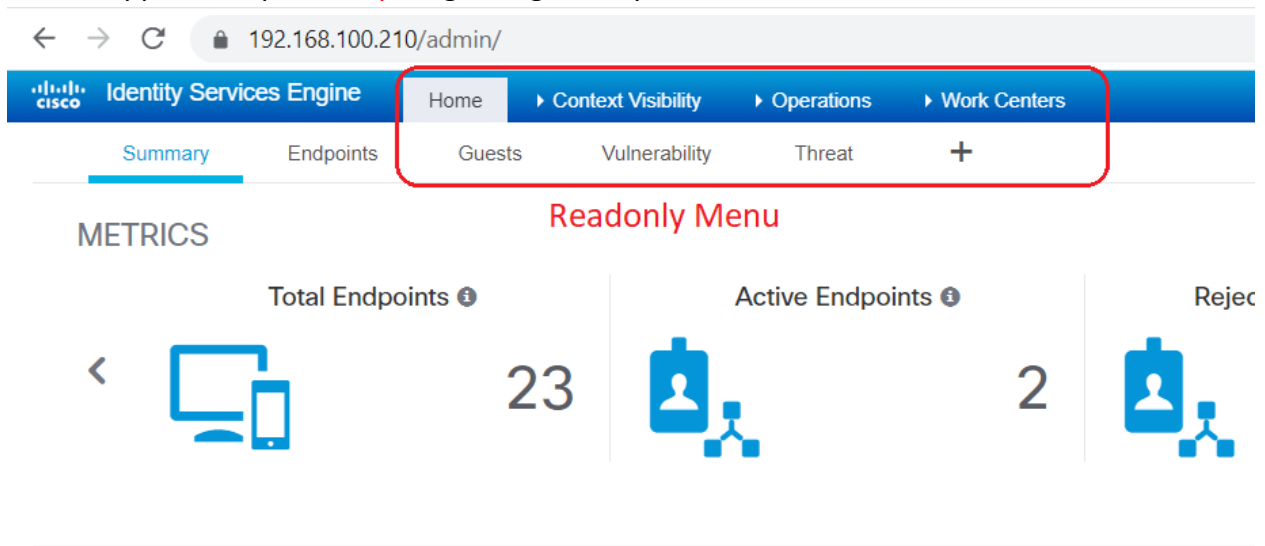 192.168.100.210/admin/
cisco Identity Services Engine Home Context Visibility Operations Work Centers
Summary Endpoints Guests Vulnerability Threat +
Readonly Menu
METRICS
Total Endpoints Active Endpoints Rejec
23 2